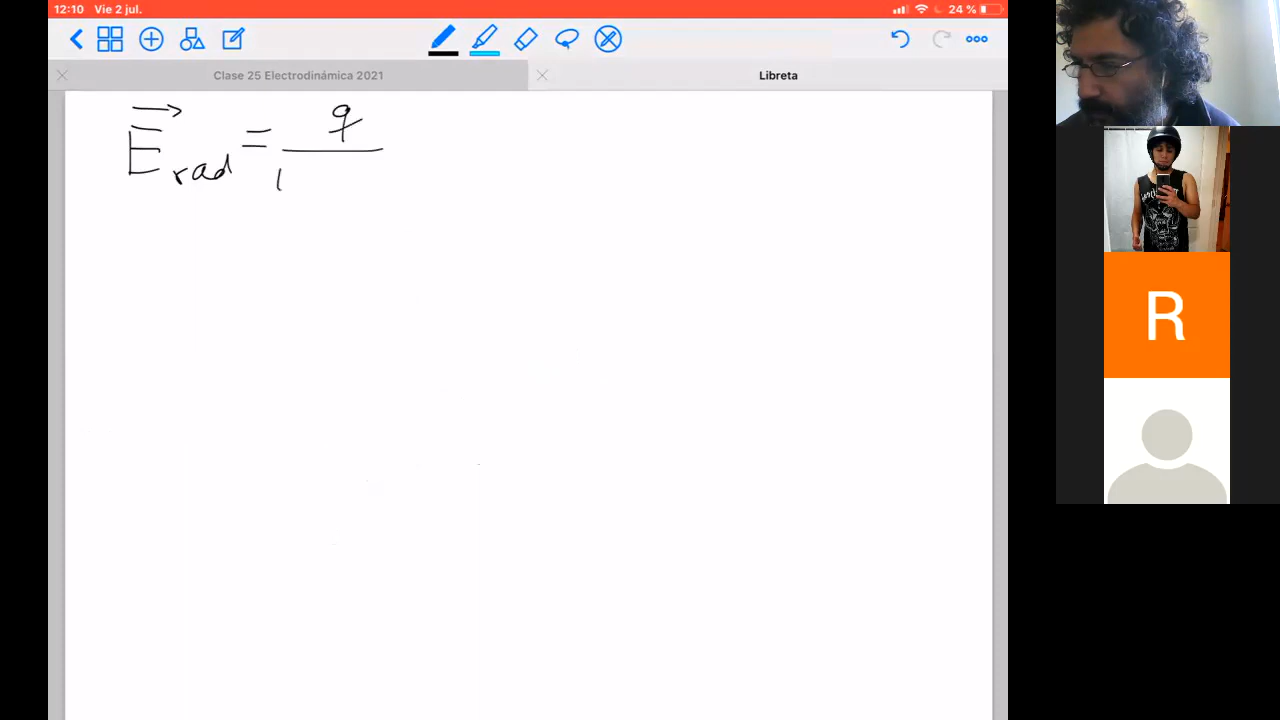 12:10 Vie 2 jul. 24 %
Clase 25 Electrodinámica 2021 Libreta
E rad = q
R